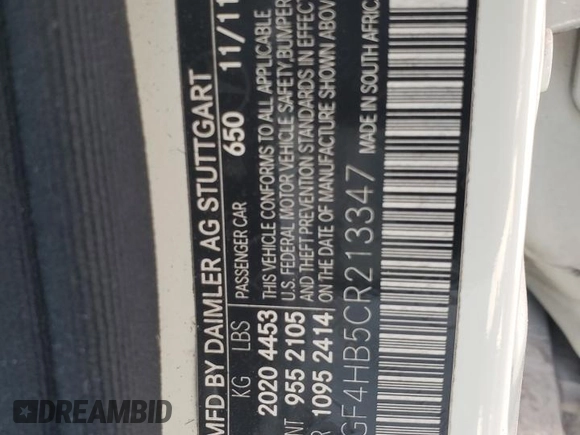 MFD BY DAIMLER AG STUTTGART
KG LBS PASSENGER CAR 650 11/11
2020 4453 THIS VEHICLE CONFORMS TO ALL APPLICABLE
U.S. FEDERAL MOTOR VEHICLE SAFETY, BUMPER
955 2105 AND THEFT PREVENTION STANDARDS IN EFFECT
1095 2414 ON THE DATE OF MANUFACTURE SHOWN ABOVE
GF4HB5CR213347 MADE IN SOUTH AFRICA
DREAMBID